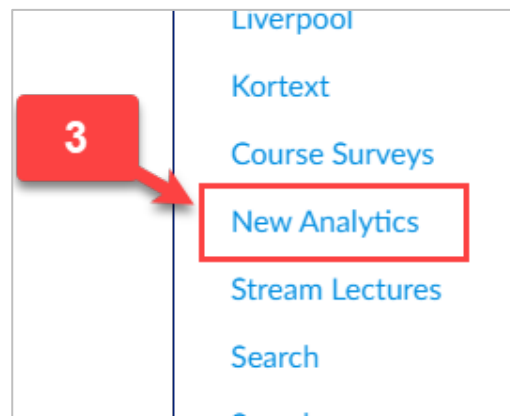 Liverpool
Kortext
3
Course Surveys
New Analytics
Stream Lectures
Search